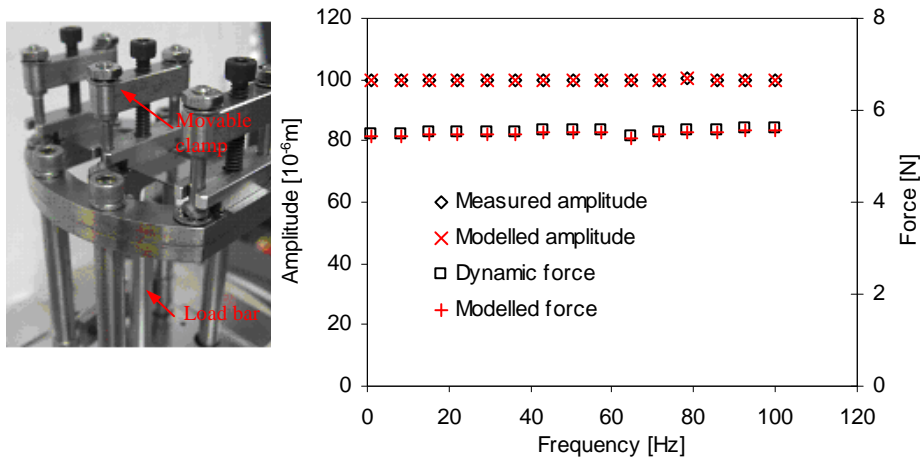 Movable
clamp
Load bar
Amplitude [10⁻⁶m]
120
100
80
60
40
20
0
Measured amplitude
Modelled amplitude
Dynamic force
Modelled force
8
6
4
2
0
Force [N]
0 20 40 60 80 100 120
Frequency [Hz]